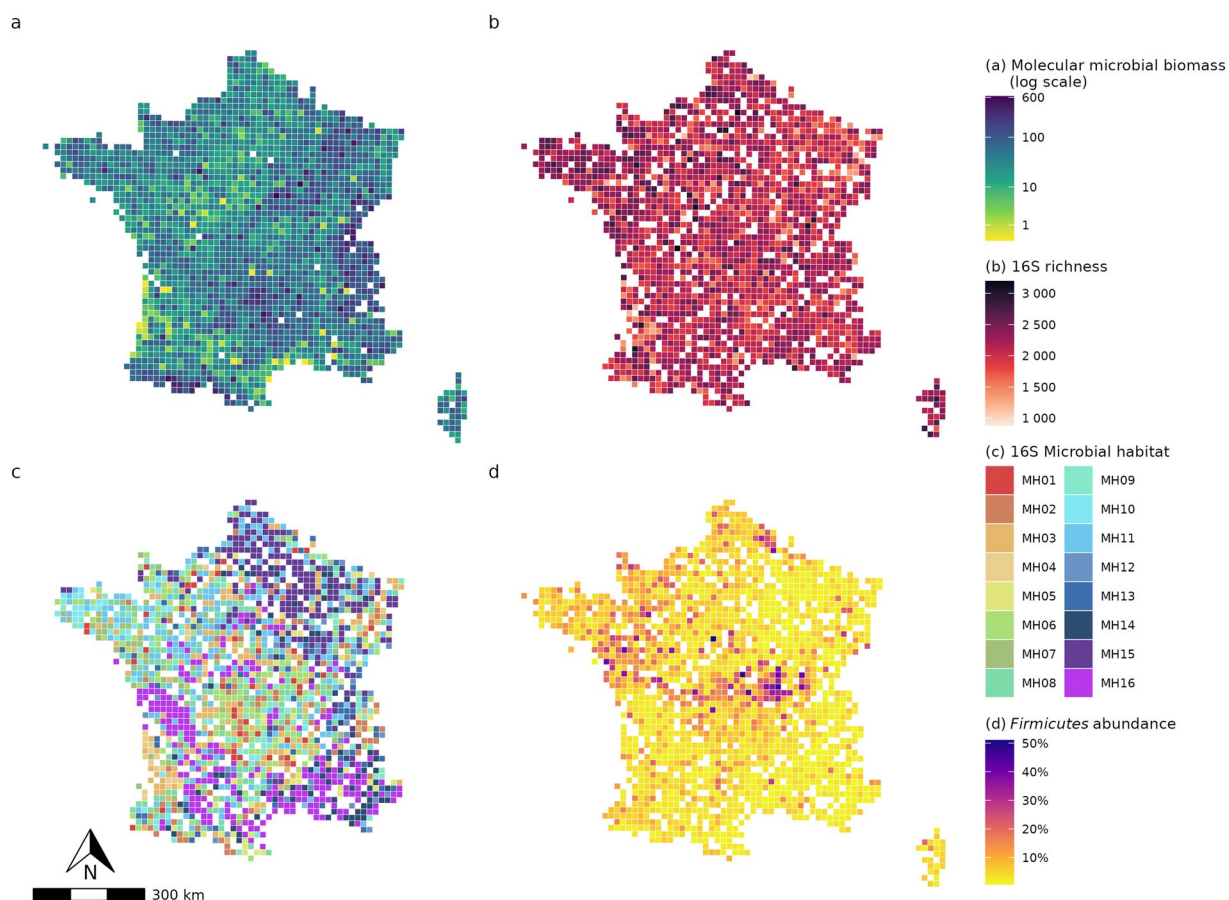 a
b
(a) Molecular microbial biomass
(log scale)
600
100
10
1
(b) 16S richness
3 000
2 500
2 000
1 500
1 000
c
d
(c) 16S Microbial habitat
MH01 MH09
MH02 MH10
MH03 MH11
MH04 MH12
MH05 MH13
MH06 MH14
MH07 MH15
MH08 MH16
(d) Firmicutes abundance
50%
40%
30%
20%
10%
N
300 km